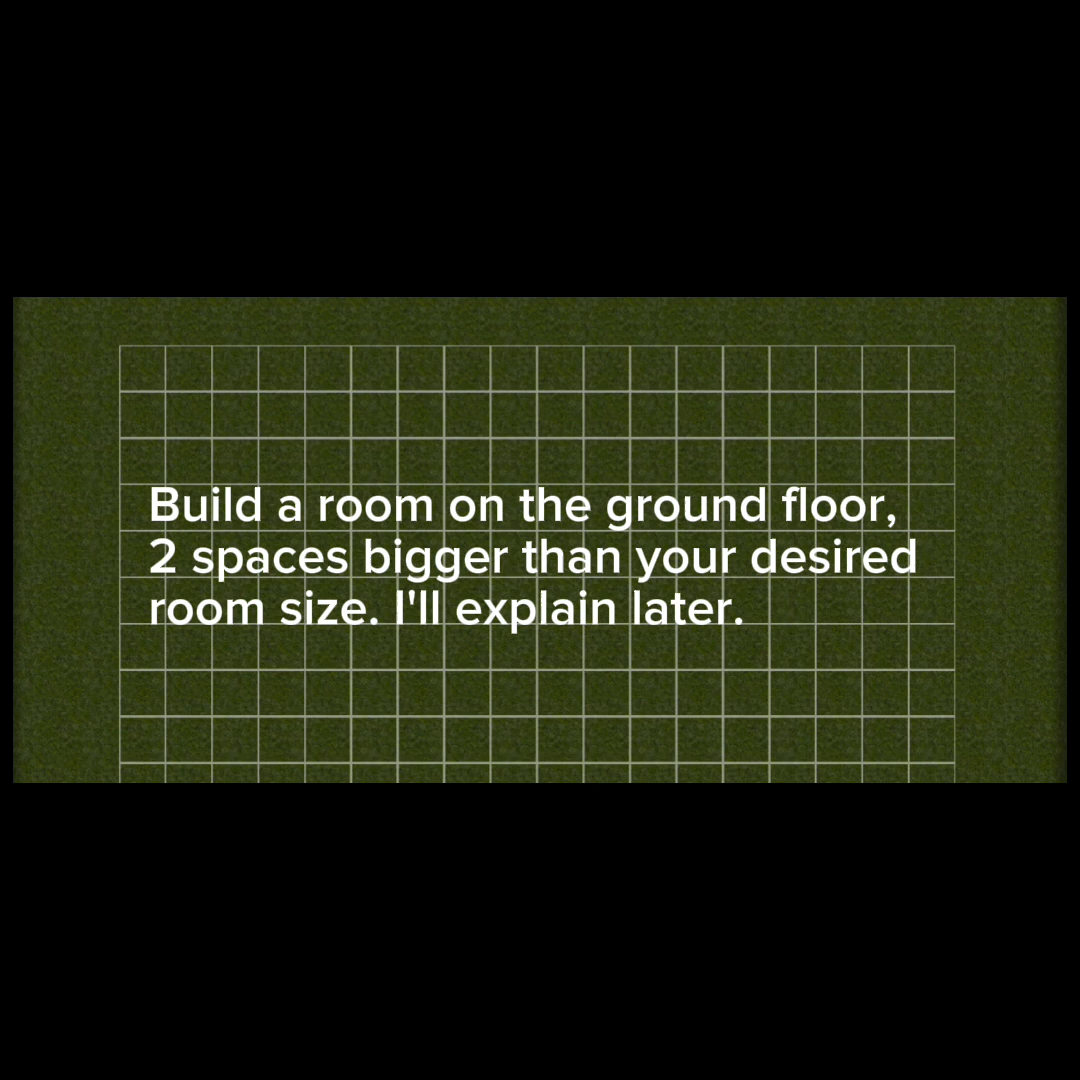 Build a room on the ground floor,
2 spaces bigger than your desired
room size. I'll explain later.